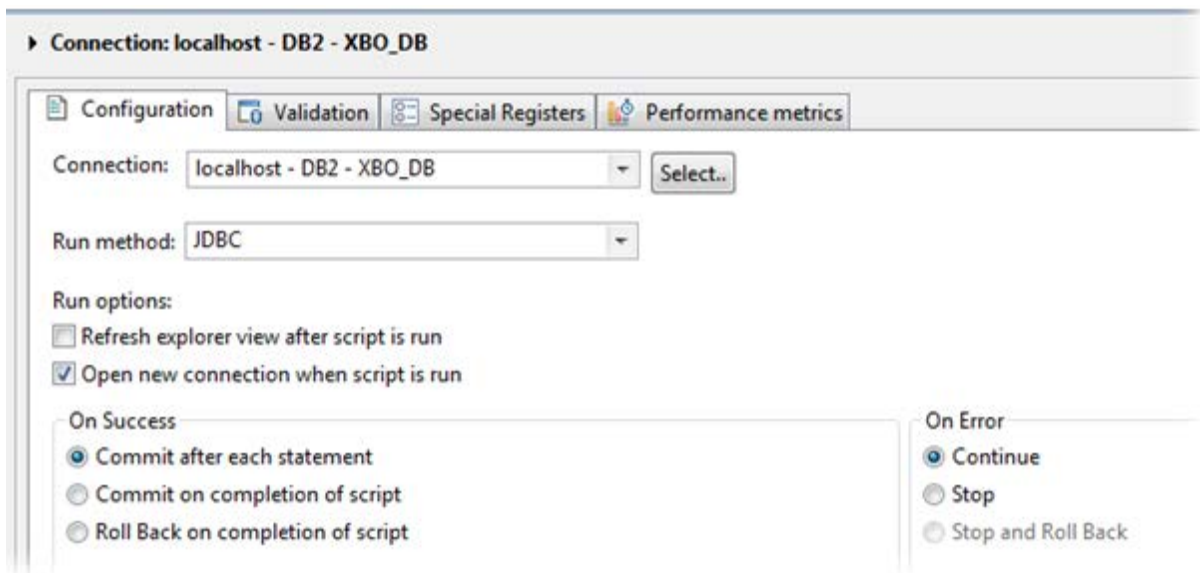 Connection: localhost - DB2 - XBO_DB
Configuration Validation Special Registers Performance metrics
Connection: localhost - DB2 - XBO_DB Select..
Run method: JDBC
Run options:
Refresh explorer view after script is run
Open new connection when script is run
On Success
Commit after each statement
Commit on completion of script
Roll Back on completion of script
On Error
Continue
Stop
Stop and Roll Back